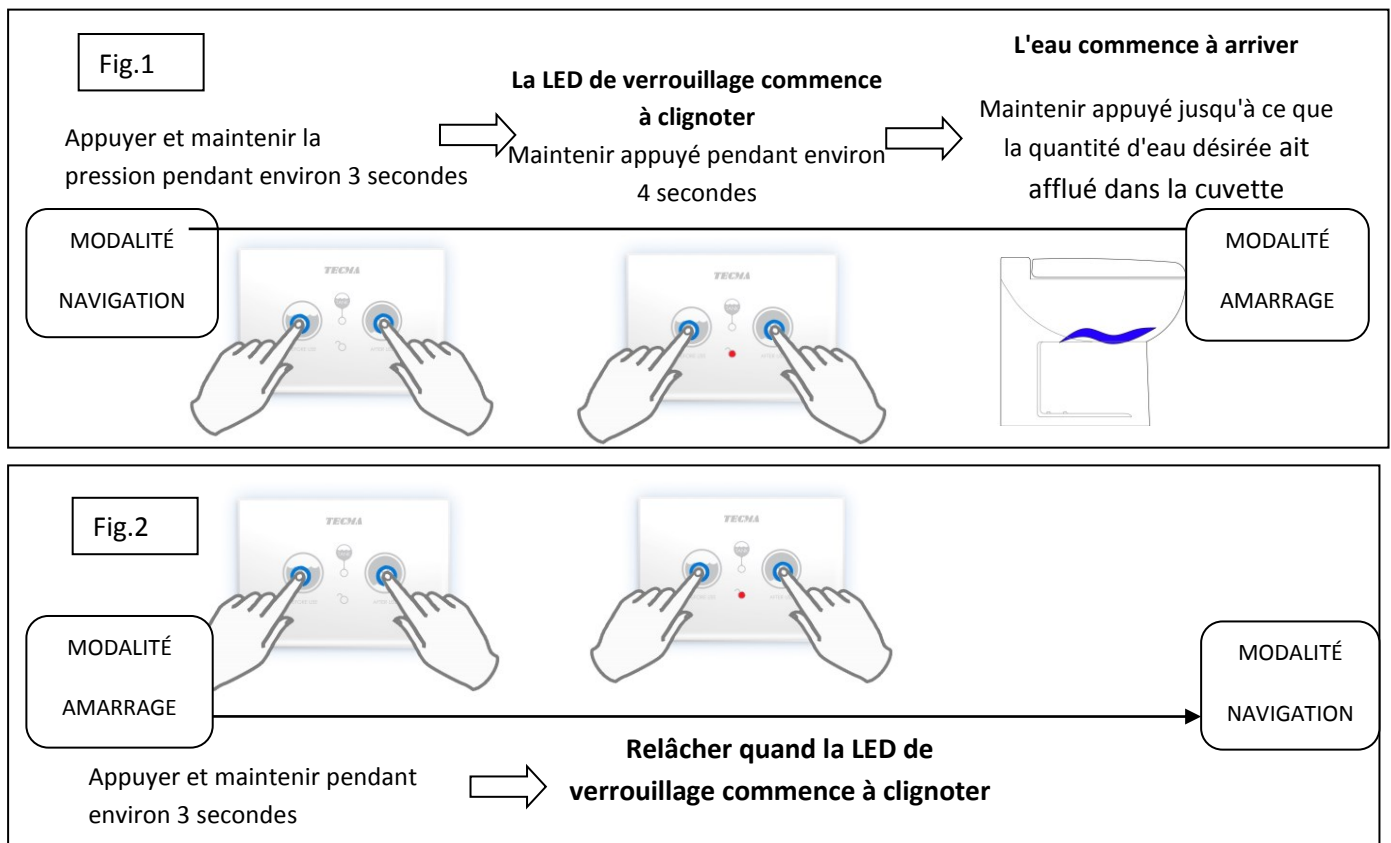 Fig.1
Appuyer et maintenir la
pression pendant environ 3 secondes
La LED de verrouillage commence
à clignoter
Maintenir appuyé pendant environ
4 secondes
L'eau commence à arriver
Maintenir appuyé jusqu'à ce que
la quantité d'eau désirée ait
afflué dans la cuvette
MODALITÉ
NAVIGATION
TECMA
TECMA
MODALITÉ
AMARRAGE
Fig.2
TECMA
TECMA
MODALITÉ
AMARRAGE
MODALITÉ
NAVIGATION
Appuyer et maintenir pendant
environ 3 secondes
Relâcher quand la LED de
verrouillage commence à clignoter